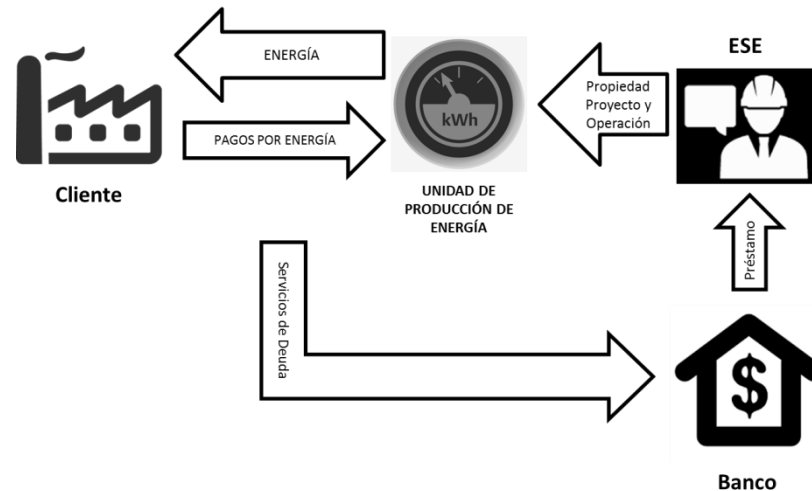 ESE
ENERGÍA
Propiedad
Proyecto y
Operación
kWh
PAGOS POR ENERGÍA
Cliente
UNIDAD DE
PRODUCCIÓN DE
ENERGÍA
Préstamo
Servicios de Deuda
$
Banco